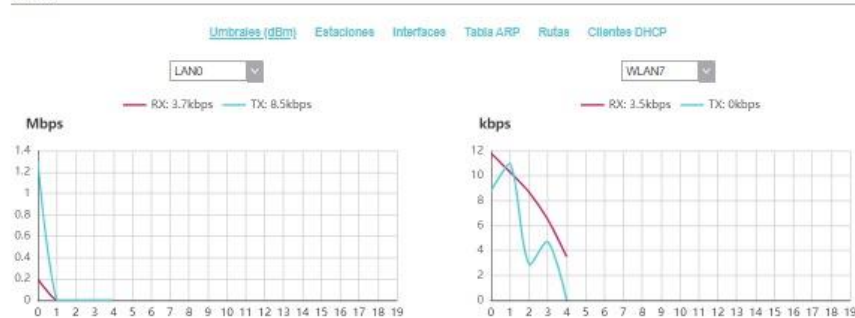 Umbrales (dBm) Estaciones Interfaces Tabla ARP Rutas Clientes DHCP
LAN0
RX: 3.7kbps TX: 8.5kbps
Mbps
1.4
1.2
1
0.8
0.6
0.4
0.2
0
0 1 2 3 4 5 6 7 8 9 10 11 12 13 14 15 16 17 18 19
WLAN7
RX: 3.5kbps TX: 0kbps
kbps
12
10
8
6
4
2
0
0 1 2 3 4 5 6 7 8 9 10 11 12 13 14 15 16 17 18 19